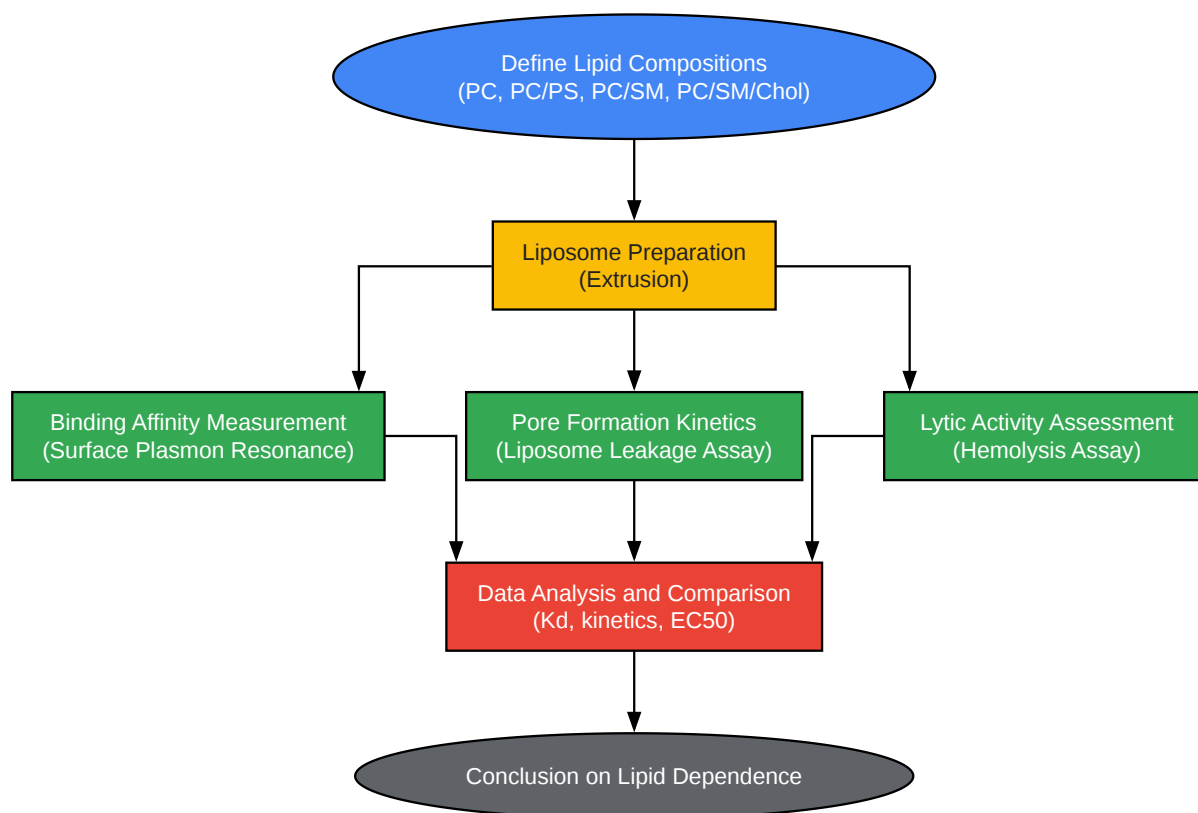 Define Lipid Compositions
(PC, PC/PS, PC/SM, PC/SM/Chol)
Liposome Preparation
(Extrusion)
Binding Affinity Measurement
(Surface Plasmon Resonance)
Pore Formation Kinetics
(Liposome Leakage Assay)
Lytic Activity Assessment
(Hemolysis Assay)
Data Analysis and Comparison
(Kd, kinetics, EC50)
Conclusion on Lipid Dependence